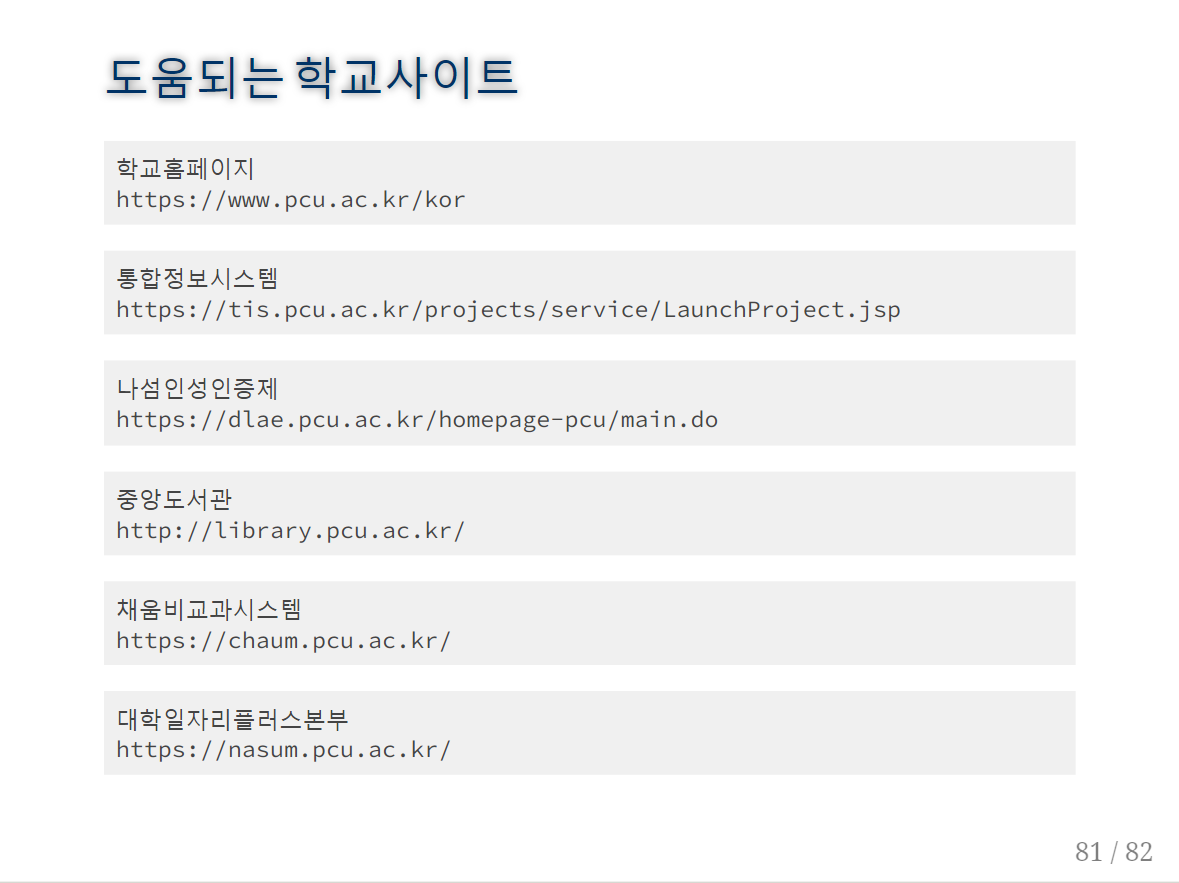 도움되는 학교사이트
학교홈페이지
https://www.pcu.ac.kr/kor
통합정보시스템
https://tis.pcu.ac.kr/projects/service/LaunchProject.jsp
나섬인성인증제
https://dlae.pcu.ac.kr/homepage-pcu/main.do
중앙도서관
http://library.pcu.ac.kr/
채움비교과시스템
https://chaum.pcu.ac.kr/
대학일자리플러스본부
https://nasum.pcu.ac.kr/
81 / 82